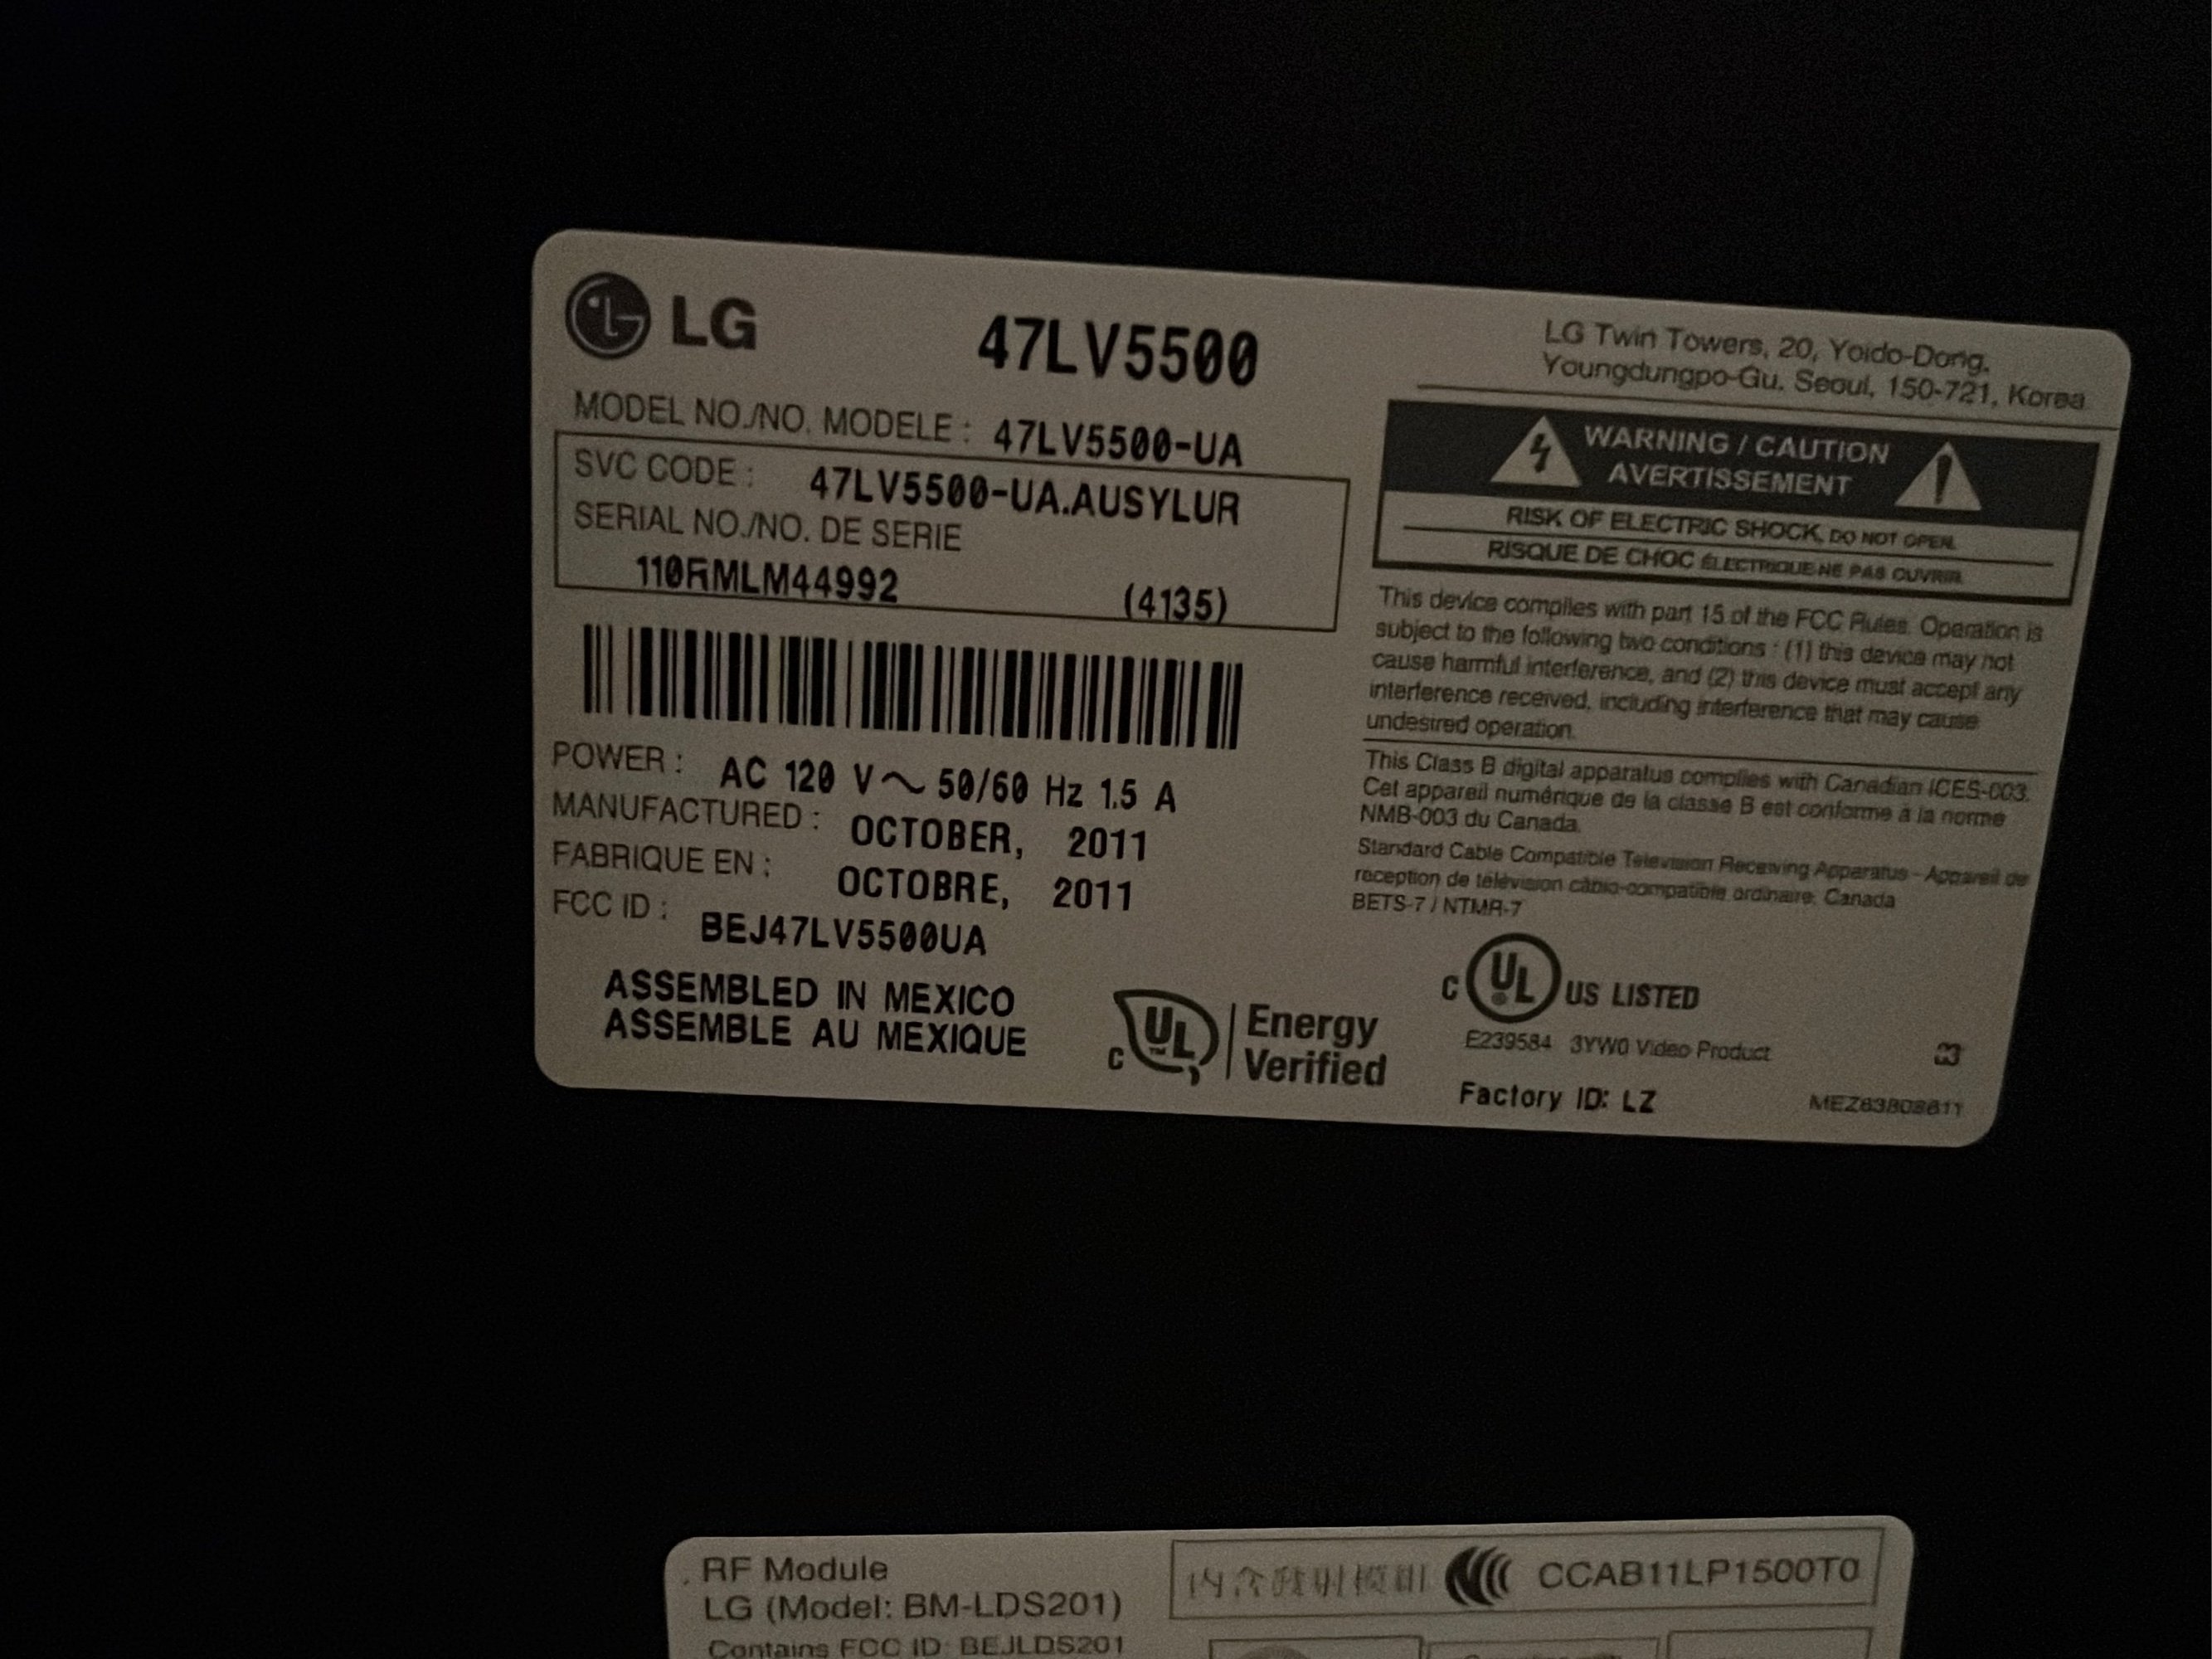 LG
47LV5500
LG Twin Towers, 20, Yoido-Dong,
Youngdungpo-Gu, Seoul, 150-721, Korea
MODEL NO./NO. MODELE : 47LV5500-UA
SVC CODE : 47LV5500-UA.AUSYLUR
SERIAL NO./NO. DE SERIE
110RMLM44992 (4135)
POWER : AC 120 V~ 50/60 Hz 1.5 A
MANUFACTURED : OCTOBER, 2011
FABRIQUE EN : OCTOBRE, 2011
FCC ID : BEJ47LV5500UA
ASSEMBLED IN MEXICO
ASSEMBLE AU MEXIQUE
C UL Energy
Verified
WARNING / CAUTION
AVERTISSEMENT
RISK OF ELECTRIC SHOCK, DO NOT OPEN.
RISQUE DE CHOC ÉLECTRIQUE NE PAS OUVRIR.
This device complies with part 15 of the FCC Rules. Operation is
subject to the following two conditions : (1) this device may not
cause harmful interference, and (2) this device must accept any
interference received, including interference that may cause
undesired operation.
This Class B digital apparatus complies with Canadian ICES-003.
Cet appareil numérique de la classe B est conforme à la norme
NMB-003 du Canada.
Standard Cable Compatible Television Receiving Apparatus - Appareil de
réception de télévision câblo-compatible ordinaire, Canada
BETS-7 / NTMR-7
C UL US LISTED
E239584 3YW0 Video Product
Factory ID: LZ
RF Module
LG (Model: BM-LDS201)
Contains FCC ID: BEJLDS201
內含發射模組 CCAB11LP1500T0